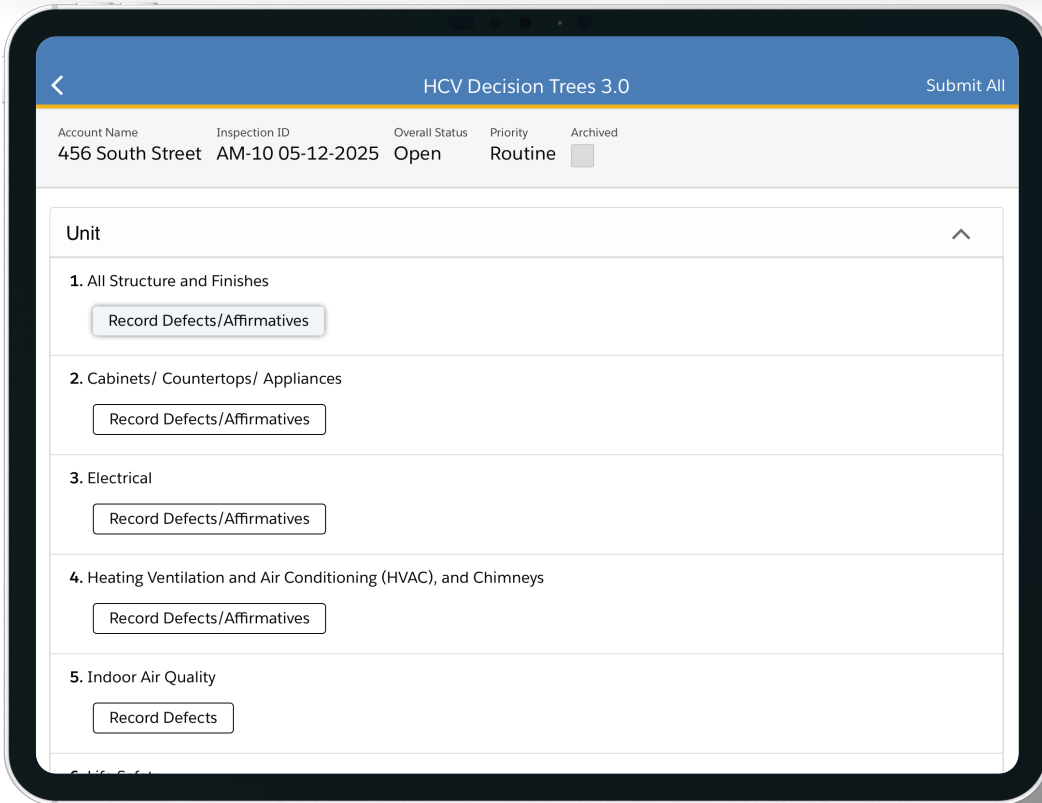 HCV Decision Trees 3.0
Submit All
Account Name Inspection ID Overall Status Priority Archived
456 South Street AM-10 05-12-2025 Open Routine
Unit
1. All Structure and Finishes
Record Defects/Affirmatives
2. Cabinets/ Countertops/ Appliances
Record Defects/Affirmatives
3. Electrical
Record Defects/Affirmatives
4. Heating Ventilation and Air Conditioning (HVAC), and Chimneys
Record Defects/Affirmatives
5. Indoor Air Quality
Record Defects